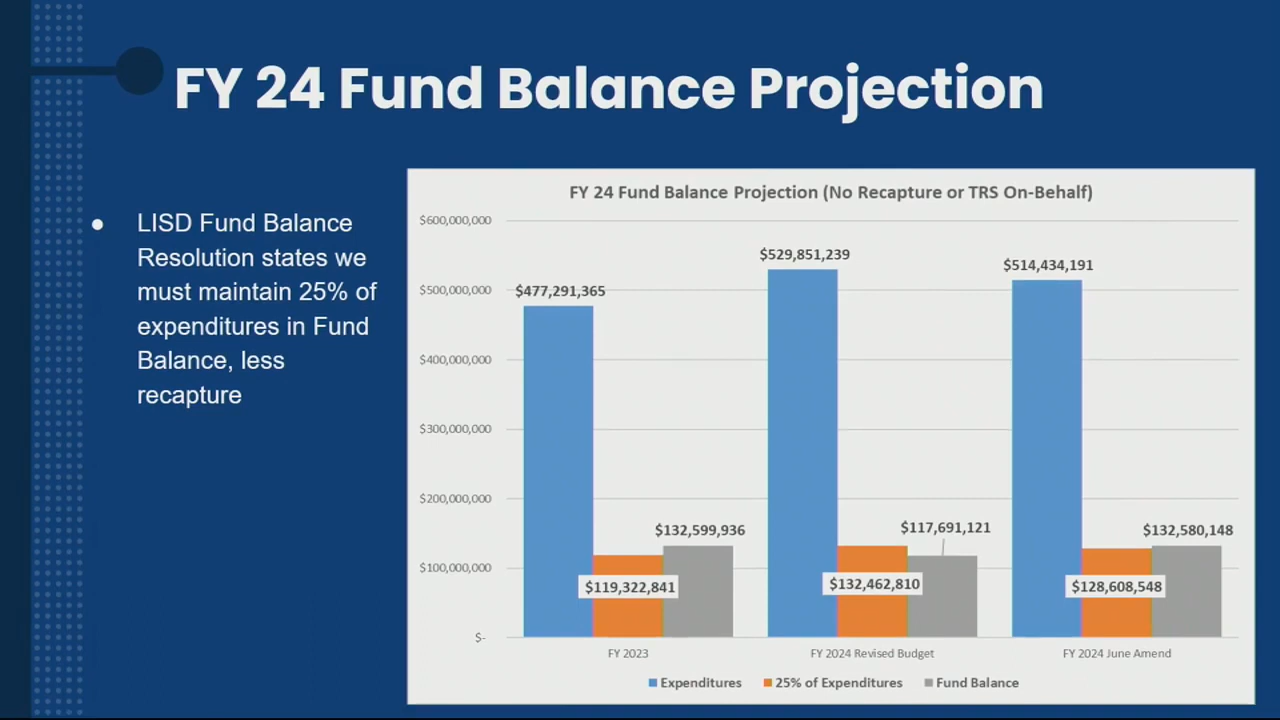 FY 24 Fund Balance Projection
● LISD Fund Balance
Resolution states we
must maintain 25% of
expenditures in Fund
Balance, less
recapture
FY 24 Fund Balance Projection (No Recapture or TRS On-Behalf)
$600,000,000
$500,000,000
$400,000,000
$300,000,000
$200,000,000
$100,000,000
$-
$477,291,365
$119,322,841
$132,599,936
$529,851,239
$132,462,810
$117,691,121
$514,434,191
$128,608,548
$132,580,148
FY 2023
FY 2024 Revised Budget
FY 2024 June Amend
Expenditures
25% of Expenditures
Fund Balance